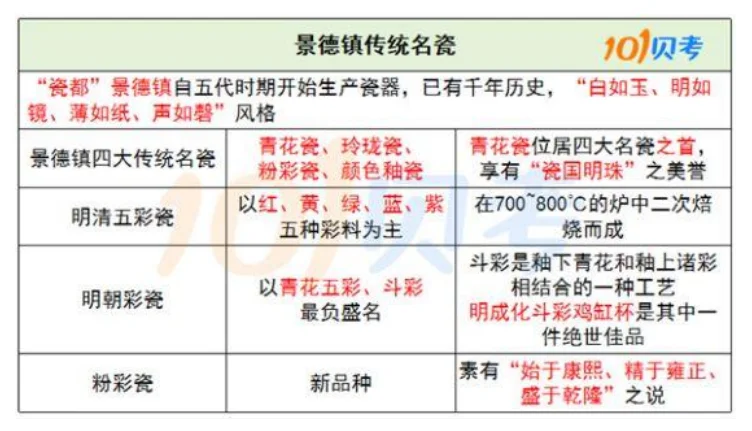 景德镇传统名瓷
101贝考
“瓷都”景德镇自五代时期开始生产瓷器，已有千年历史，“白如玉、明如
镜、薄如纸、声如磬”风格
景德镇四大传统名瓷
青花瓷、玲珑瓷、
粉彩瓷、颜色釉瓷
青花瓷位居四大名瓷之首，
享有“瓷国明珠”之美誉
明清五彩瓷
以红、黄、绿、蓝、紫
五种彩料为主
在700~800℃的炉中二次焙
烧而成
明朝彩瓷
以青花五彩、斗彩
最负盛名
斗彩是釉下青花和釉上诸彩
相结合的一种工艺
明成化斗彩鸡缸杯是其中一
件绝世佳品
粉彩瓷
新品种
素有“始于康熙、精于雍正、
盛于乾隆”之说
101贝考